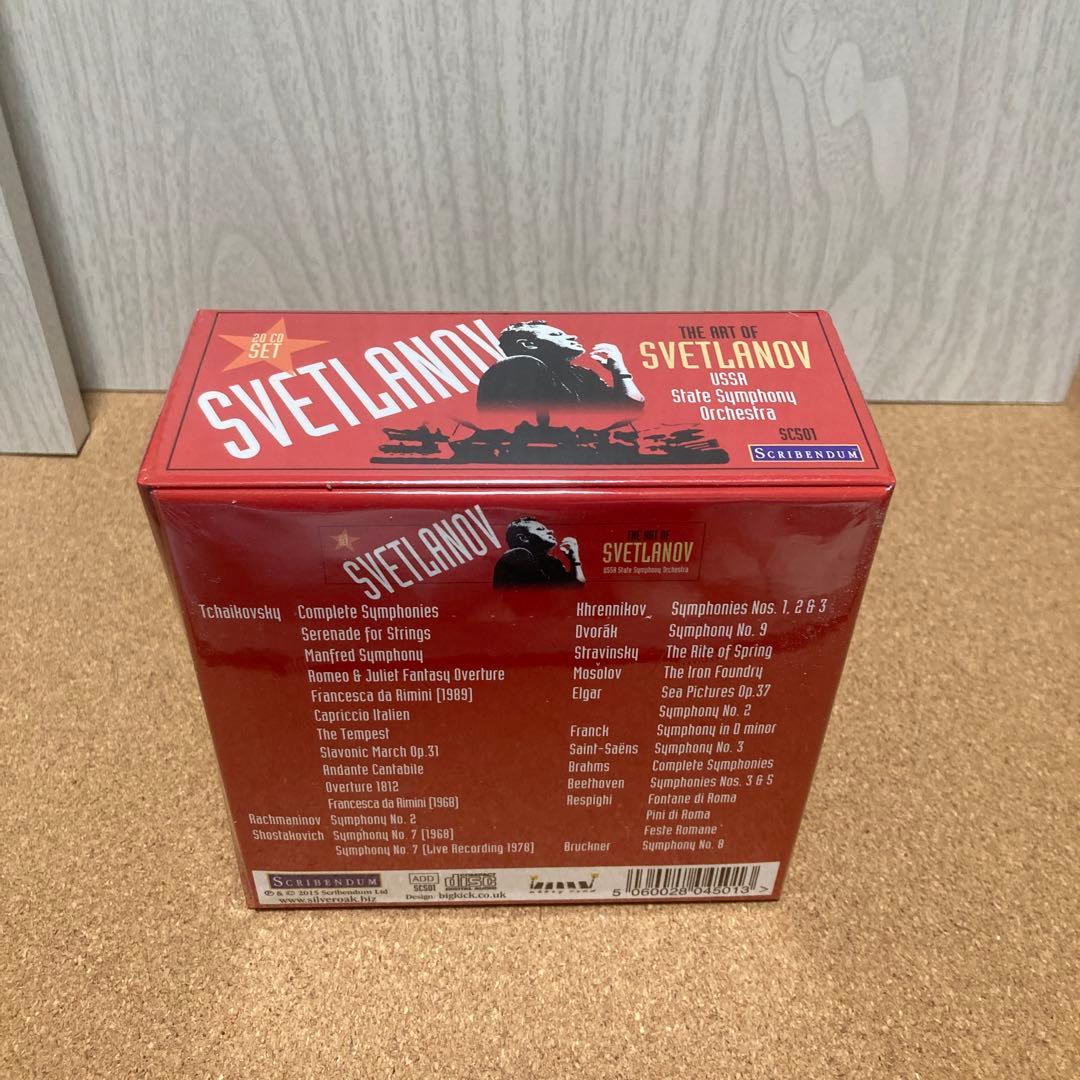 20 CD
SET
SVETLANOV
THE ART OF
SVETLANOV
USSR
State Symphony
Orchestra
SC501
SCRIBENDUM
SVETLANOV
THE ART OF
SVETLANOV
USSR State Symphony Orchestra
Tchaikovsky Complete Symphonies
Serenade for Strings
Manfred Symphony
Romeo & Juliet Fantasy Overture
Francesca da Rimini [1989]
Capriccio Italien
The Tempest
Slavonic March Op.31
Andante Cantabile
Overture 1812
Francesca da Rimini [1968]
Rachmaninov Symphony No. 2
Shostakovich Symphony No. 7 [1968]
Symphony No. 7 [Live Recording 1978]
Khrennikov Symphonies Nos. 1, 2 & 3
Dvorák Symphony No. 9
Stravinsky The Rite of Spring
Mosolov The Iron Foundry
Elgar Sea Pictures Op.37
Symphony No. 2
Franck Symphony in D minor
Saint-Saëns Symphony No. 3
Brahms Complete Symphonies
Beethoven Symphonies Nos. 3 & 5
Respighi Fontane di Roma
Pini di Roma
Feste Romane
Bruckner Symphony No. 8
SCRIBENDUM
℗ & © 2015 Scribendum Ltd
www.silveroak.biz
ADD
SC501
disc
Design bigkick.co.uk
5 060028 045013 >